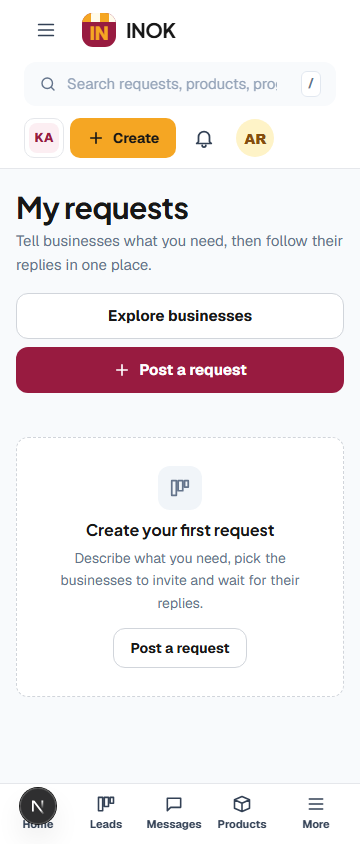 IN INOK
Search requests, products, pro
/
KA
+ Create
AR
My requests
Tell businesses what you need, then follow their
replies in one place.
Explore businesses
+ Post a request
Create your first request
Describe what you need, pick the
businesses to invite and wait for their
replies.
Post a request
N
Home
Leads
Messages
Products
More